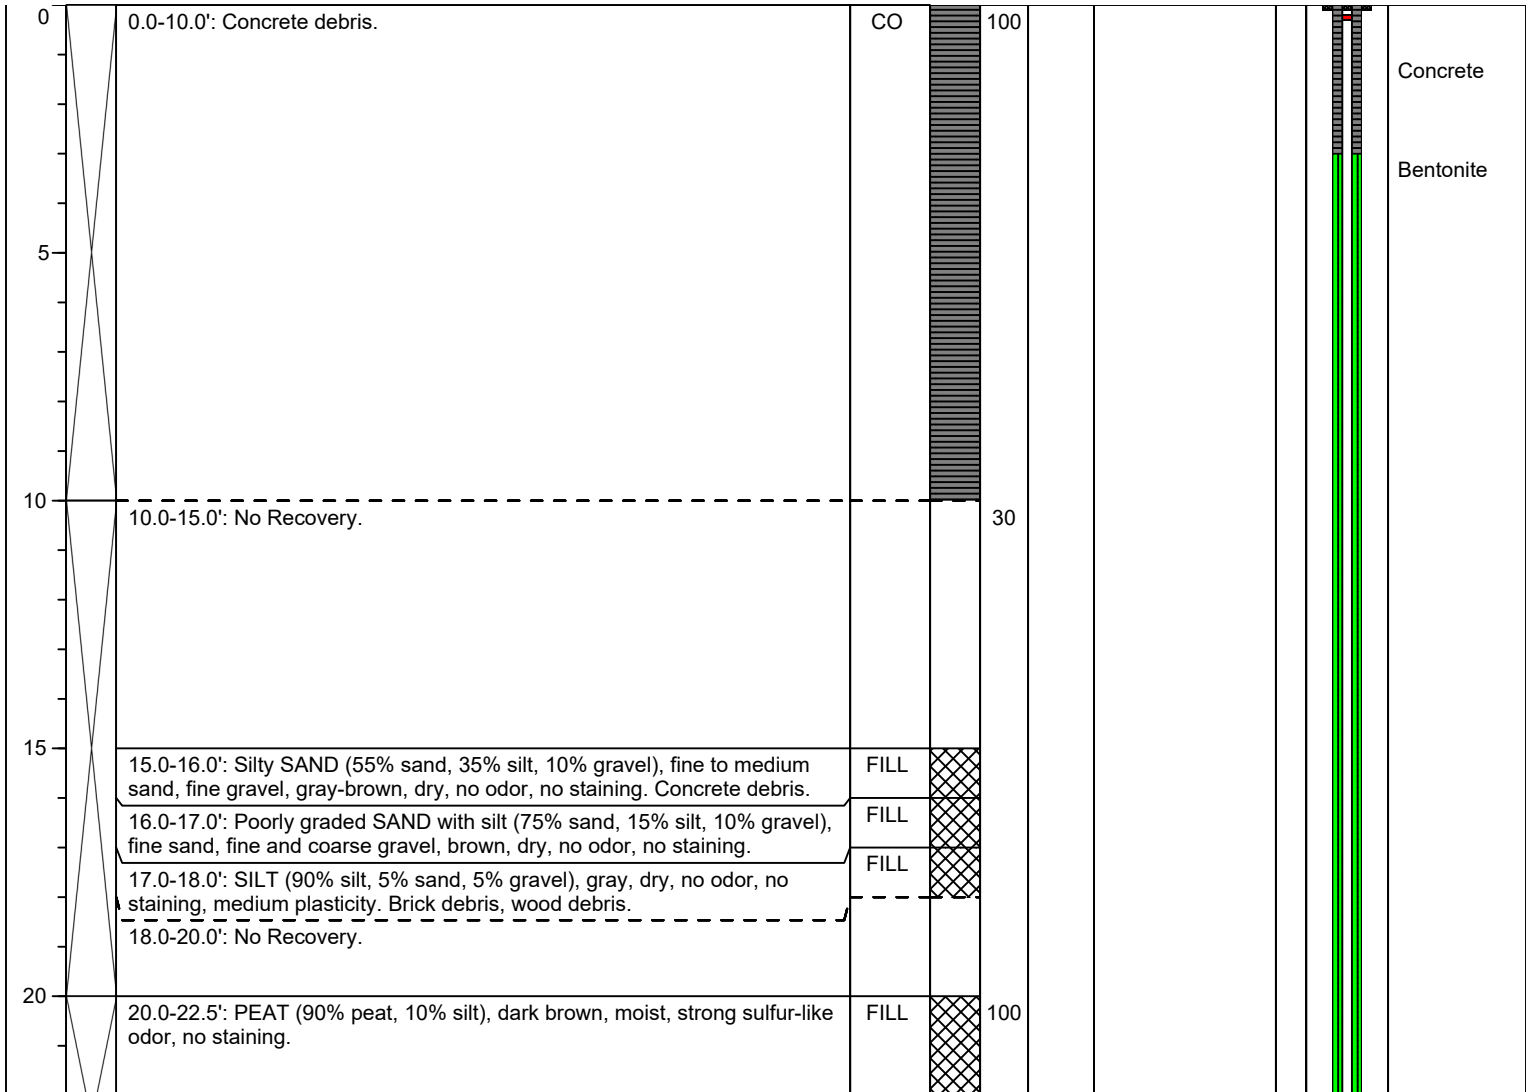 0
0.0-10.0': Concrete debris.
CO
100
Concrete
Bentonite
5
10
10.0-15.0': No Recovery.
30
15
15.0-16.0': Silty SAND (55% sand, 35% silt, 10% gravel), fine to medium
sand, fine gravel, gray-brown, dry, no odor, no staining. Concrete debris.
FILL
16.0-17.0': Poorly graded SAND with silt (75% sand, 15% silt, 10% gravel),
fine sand, fine and coarse gravel, brown, dry, no odor, no staining.
FILL
17.0-18.0': SILT (90% silt, 5% sand, 5% gravel), gray, dry, no odor, no
staining, medium plasticity. Brick debris, wood debris.
FILL
18.0-20.0': No Recovery.
20
20.0-22.5': PEAT (90% peat, 10% silt), dark brown, moist, strong sulfur-like
odor, no staining.
FILL
100